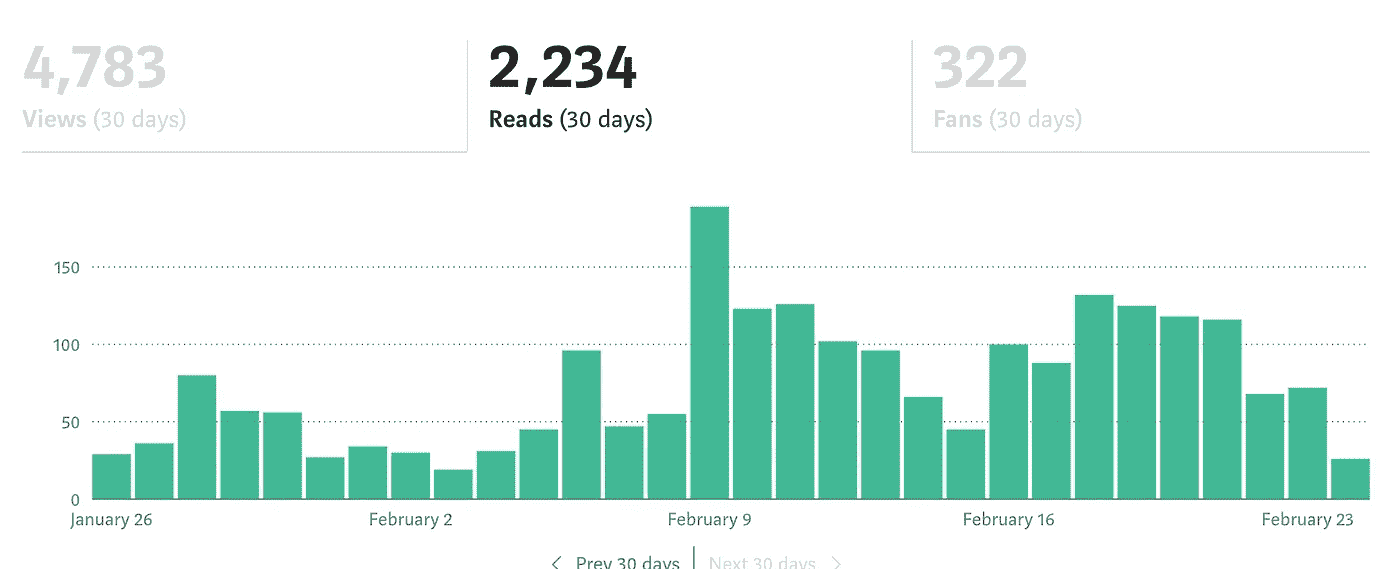 4,783
Views (30 days)
2,234
Reads (30 days)
322
Fans (30 days)
150
100
50
0
January 26
February 2
February 9
February 16
February 23
Prev 30 days
Next 30 days